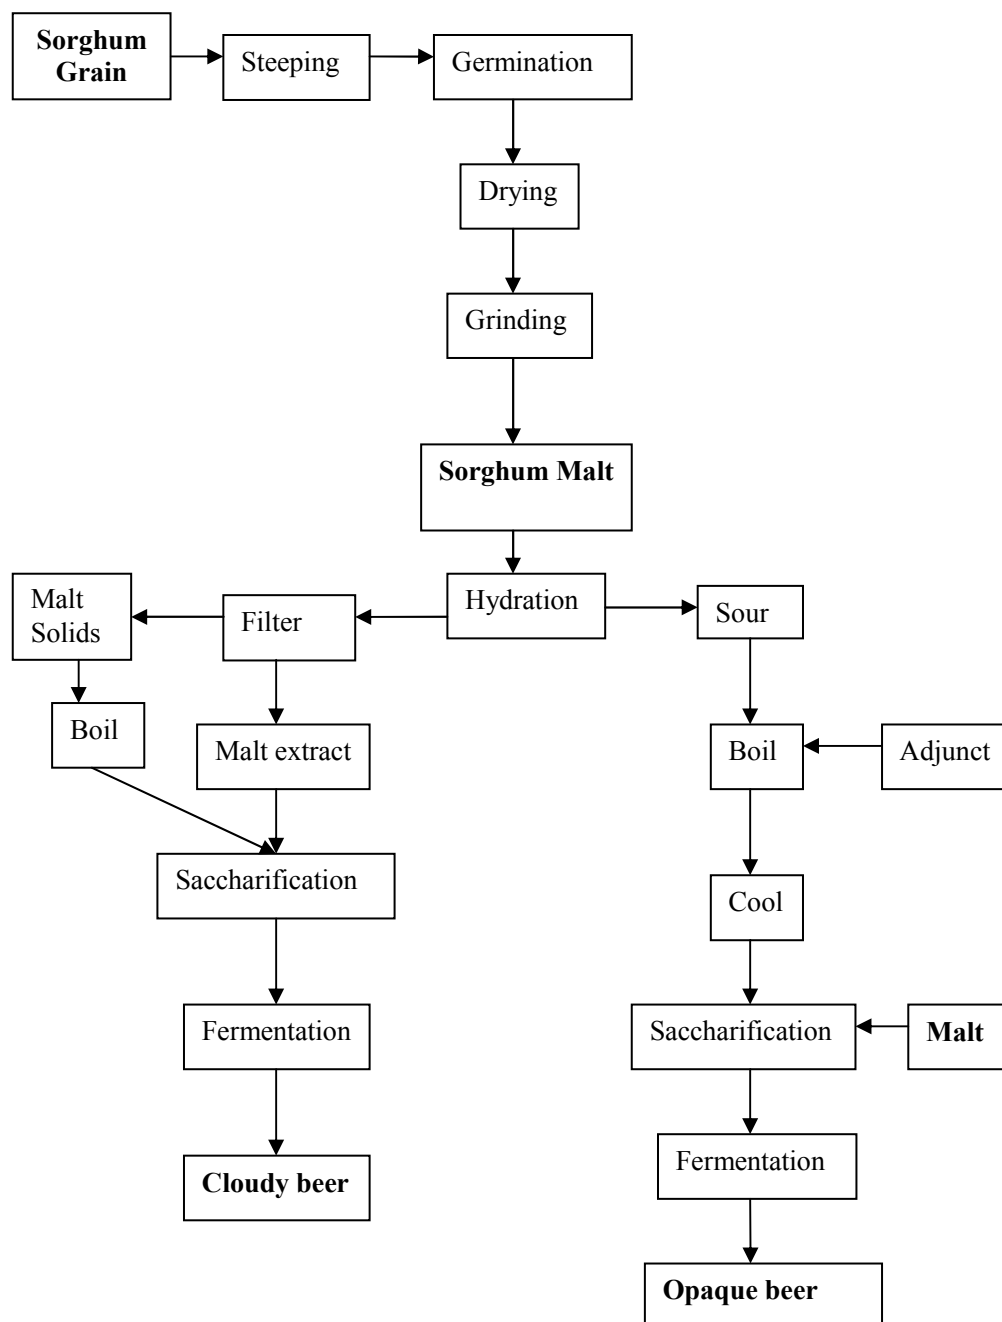 Sorghum
Grain
Steeping
Germination
Drying
Grinding
Sorghum Malt
Hydration
Malt
Solids
Filter
Sour
Boil
Malt extract
Boil
Adjunct
Saccharification
Cool
Fermentation
Saccharification
Malt
Cloudy beer
Fermentation
Opaque beer